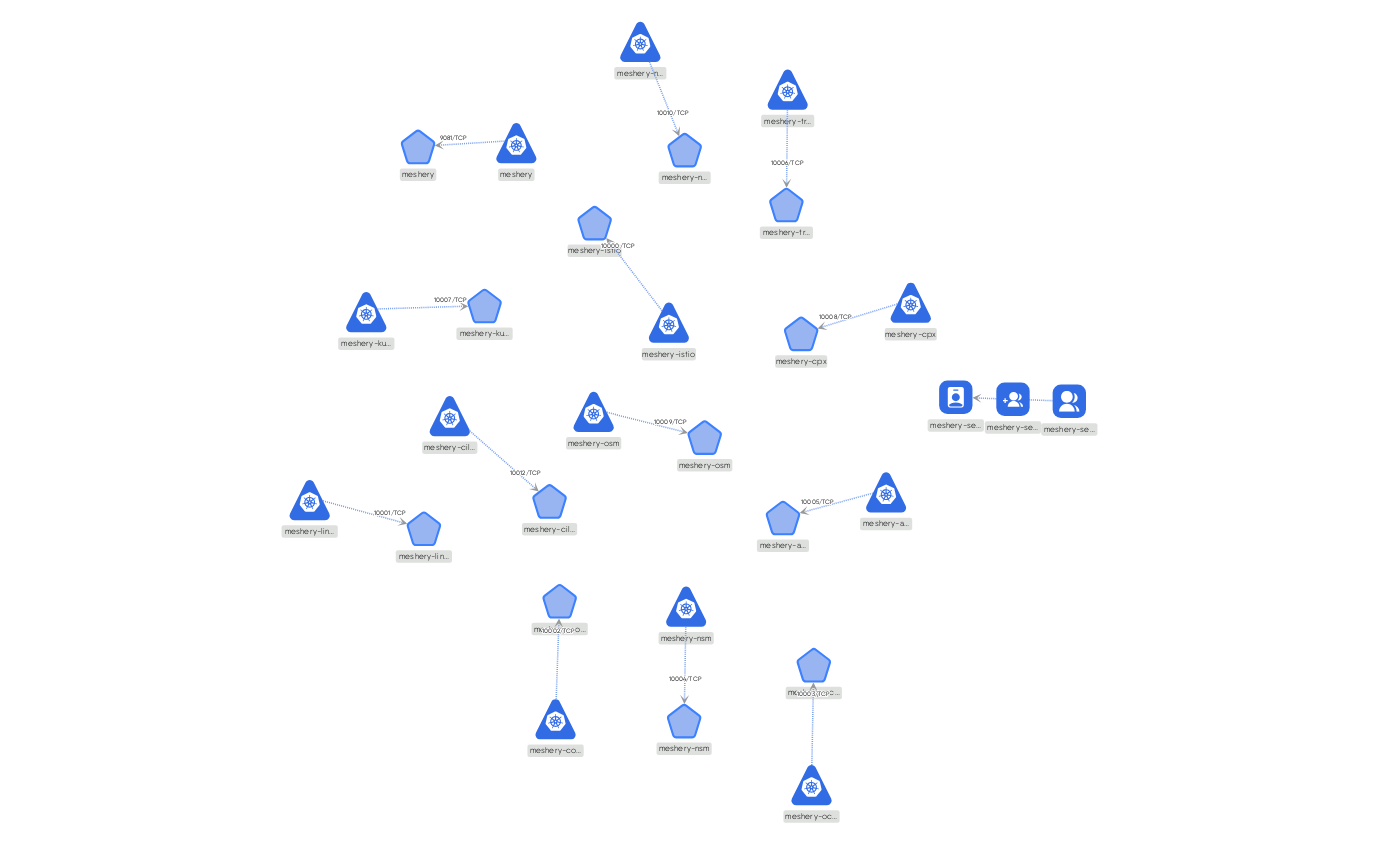 meshery-n...
10010/TCP
meshery-n...
meshery-tr...
10006/TCP
meshery-tr...
9081/TCP
meshery
meshery
meshery-istio
10000/TCP
meshery-istio
10007/TCP
meshery-ku...
meshery-ku...
10008/TCP
meshery-cpx
meshery-cpx
meshery-se...
meshery-se...
meshery-se...
meshery-cil...
10012/TCP
meshery-cil...
meshery-osm
10009/TCP
meshery-osm
meshery-lin...
10001/TCP
meshery-lin...
10005/TCP
meshery-a...
meshery-a...
10002/TCP
meshery-co...
meshery-nsm
10004/TCP
meshery-nsm
10003/TCP
meshery-oc...